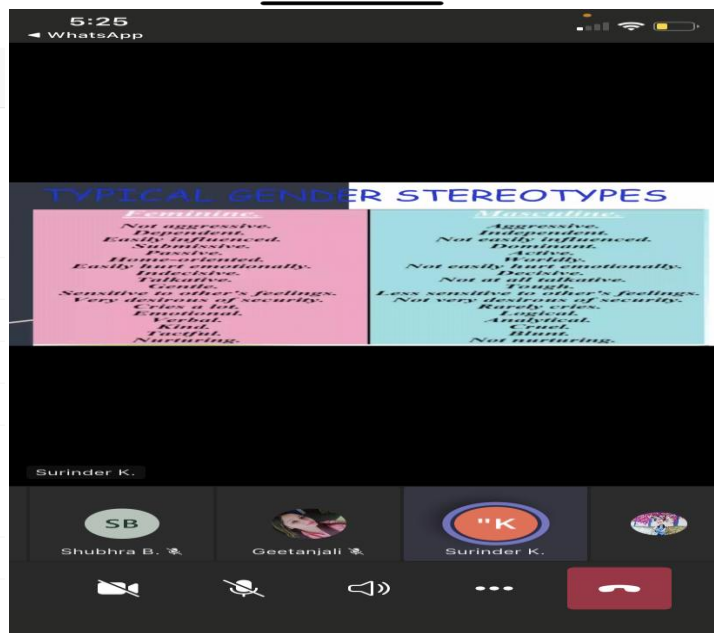 5:25
WhatsApp
TYPICAL GENDER STEREOTYPES
Feminine.
Not aggressive.
Dependent.
Easily influenced.
Submissive.
Passive.
Home-oriented.
Easily hurt emotionally.
Indecisive.
Talkative.
Gentle.
Sensitive to other's feelings.
Very desirous of security.
Cries a lot.
Emotional.
Verbal.
Kind.
Tactful.
Nurturing.
Masculine.
Aggressive.
Independent.
Not easily influenced.
Dominant.
Active.
Worldly.
Not easily hurt emotionally.
Decisive.
Not at all talkative.
Tough.
Less sensitive to other's feelings.
Not very desirous of security.
Rarely cries.
Logical.
Analytical.
Cruel.
Blunt.
Not nurturing.
Surinder K.
SB
"K
Shubhra B.
Geetanjali
Surinder K.